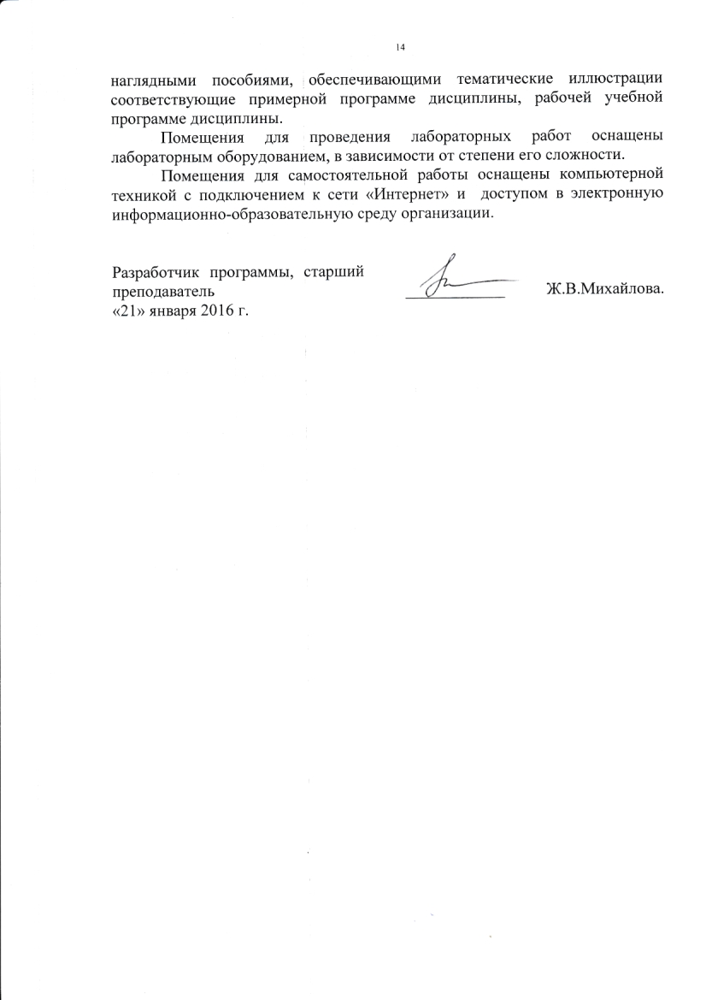 14
наглядными пособиями, обеспечивающими тематические иллюстрации
соответствующие примерной программе дисциплины, рабочей учебной
программе дисциплины.
Помещения для проведения лабораторных работ оснащены
лабораторным оборудованием, в зависимости от степени его сложности.
Помещения для самостоятельной работы оснащены компьютерной
техникой с подключением к сети «Интернет» и доступом в электронную
информационно-образовательную среду организации.
Разработчик программы, старший
преподаватель
Ж.В.Михайлова.
«21» января 2016 г.